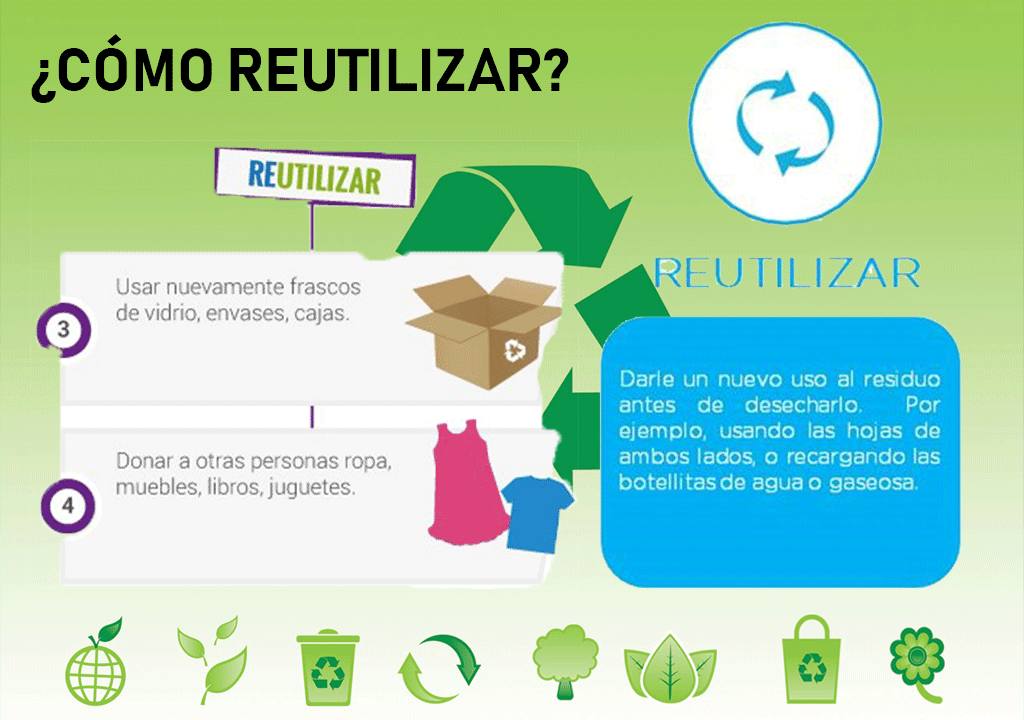 ¿CÓMO REUTILIZAR?
REUTILIZAR
3
Usar nuevamente frascos
de vidrio, envases, cajas.
4
Donar a otras personas ropa,
muebles, libros, juguetes.
REUTILIZAR
Darle un nuevo uso al residuo
antes de desecharlo. Por
ejemplo, usando las hojas de
ambos lados, o recargando las
botellitas de agua o gaseosa.